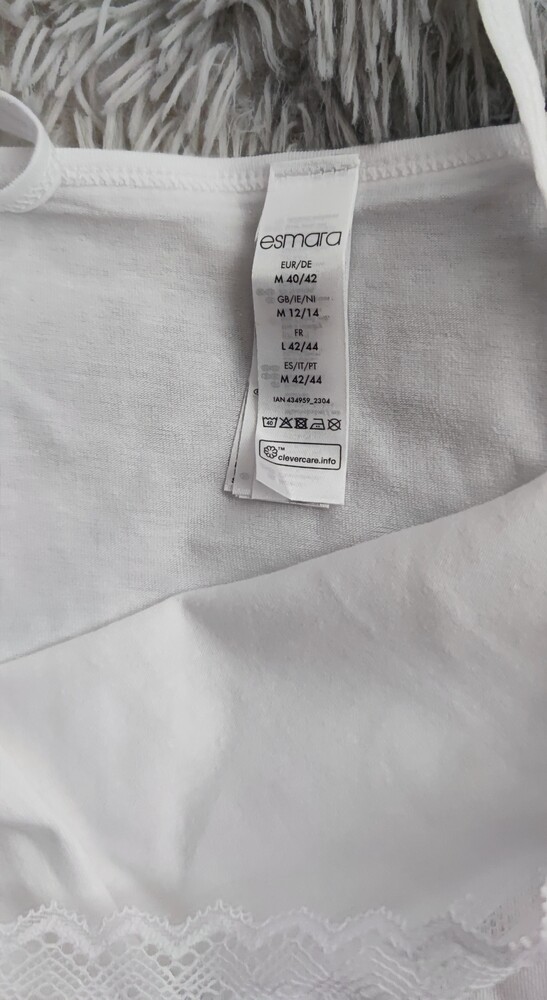 esmara
EUR/DE
M 40/42
GB/IE/NI
M 12/14
FR
L 42/44
ES/IT/PT
M 42/44
IAN 434959_2304
40
™
clevercare.info